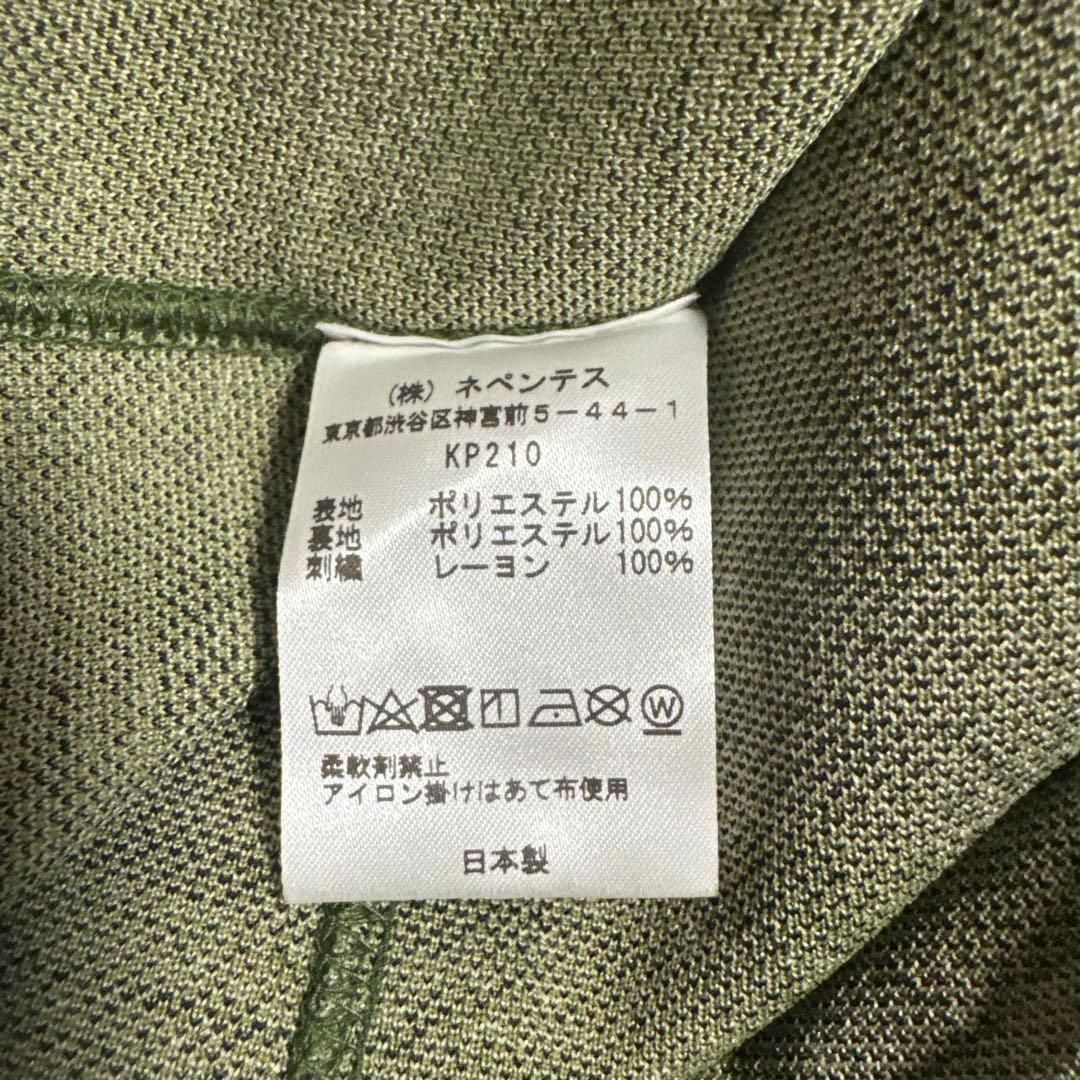 (株) ネペンテス
東京都渋谷区神宮前5-44-1
KP210
表地 ポリエステル100%
裏地 ポリエステル100%
刺繍 レーヨン 100%
W
柔軟剤禁止
アイロン掛けはあて布使用
日本製